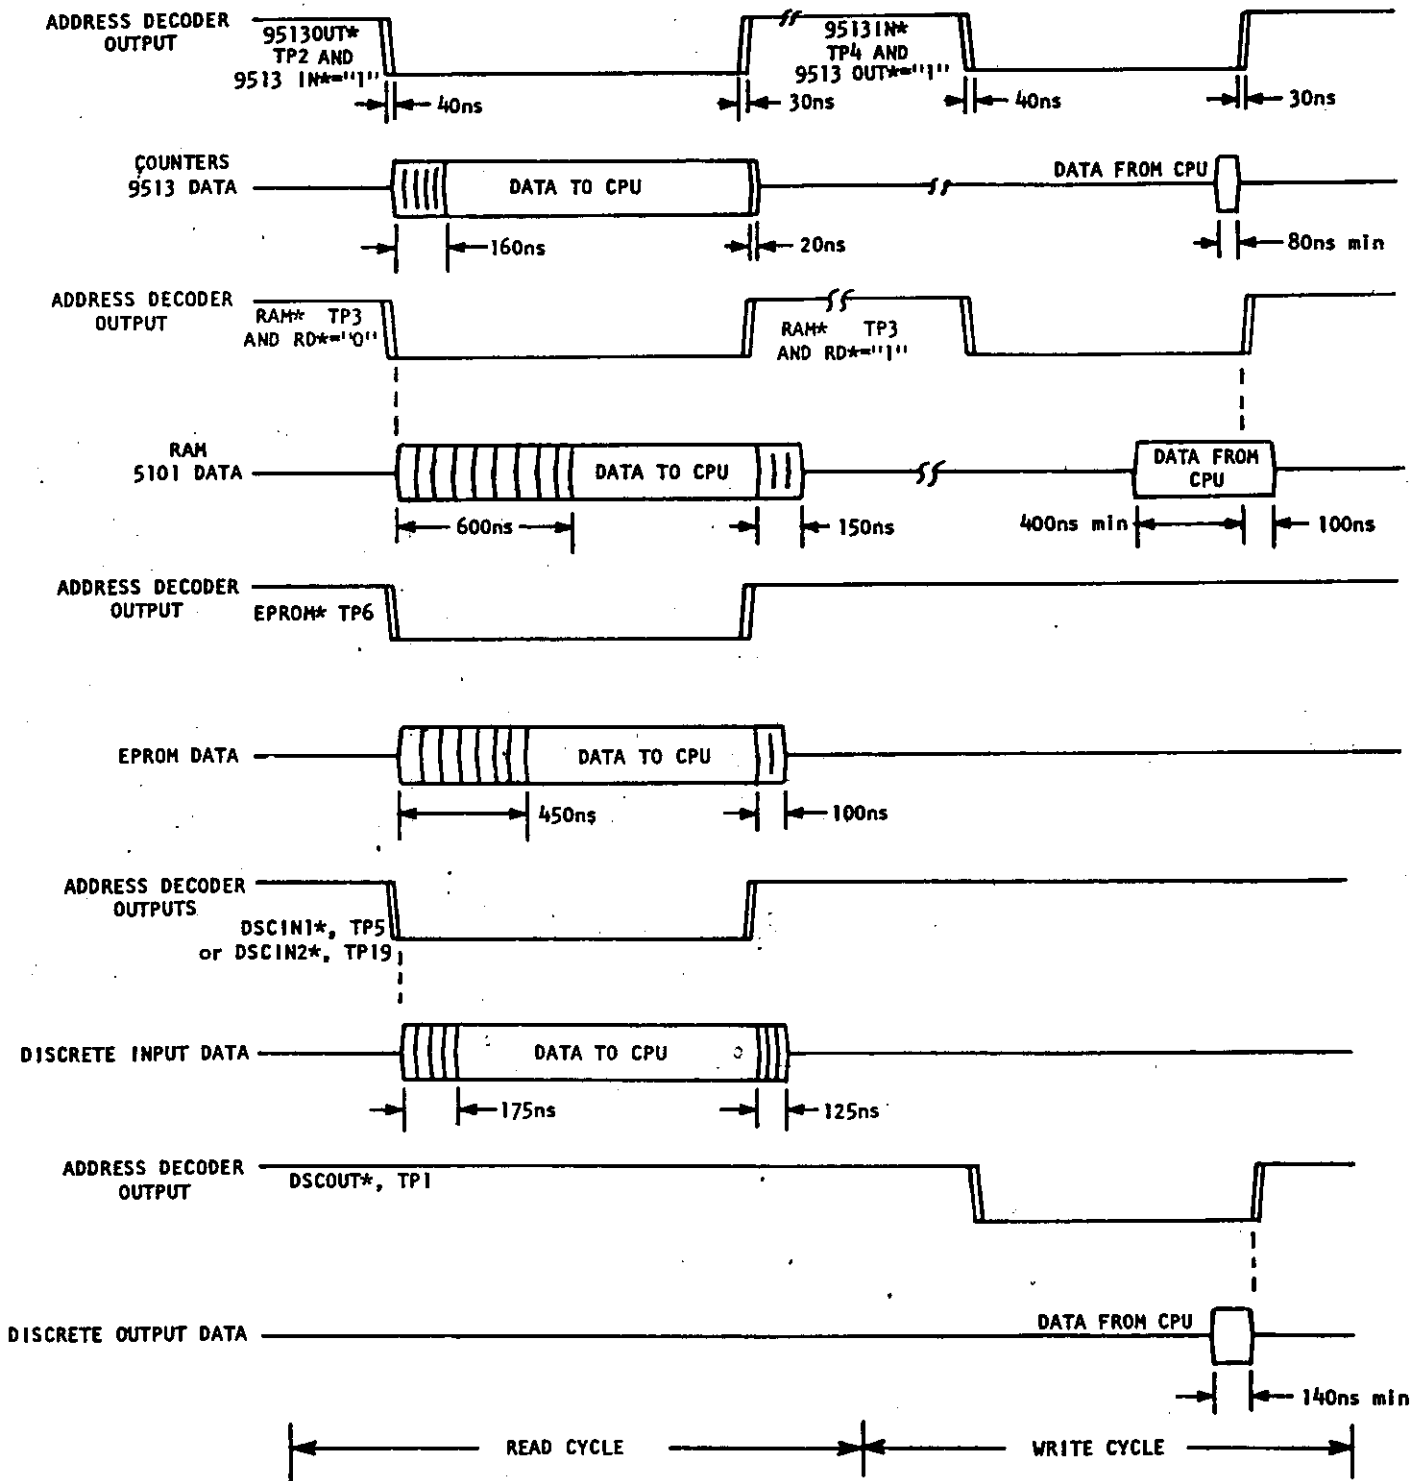 ADDRESS DECODER
OUTPUT
9513OUT*
TP2 AND
9513 IN*="1"
9513IN*
TP4 AND
9513 OUT*="1"
40ns
30ns
40ns
30ns
COUNTERS
9513 DATA
DATA TO CPU
DATA FROM CPU
160ns
20ns
80ns min
ADDRESS DECODER
OUTPUT
RAM* TP3
AND RD*="0"
RAM* TP3
AND RD*="1"
RAM
5101 DATA
DATA TO CPU
DATA FROM
CPU
600ns
150ns
400ns min
100ns
ADDRESS DECODER
OUTPUT
EPROM* TP6
EPROM DATA
DATA TO CPU
450ns
100ns
ADDRESS DECODER
OUTPUTS
DSCIN1*, TP5
or DSCIN2*, TP19
DISCRETE INPUT DATA
DATA TO CPU
175ns
125ns
ADDRESS DECODER
OUTPUT
DSCOUT*, TP1
DISCRETE OUTPUT DATA
DATA FROM CPU
140ns min
READ CYCLE
WRITE CYCLE